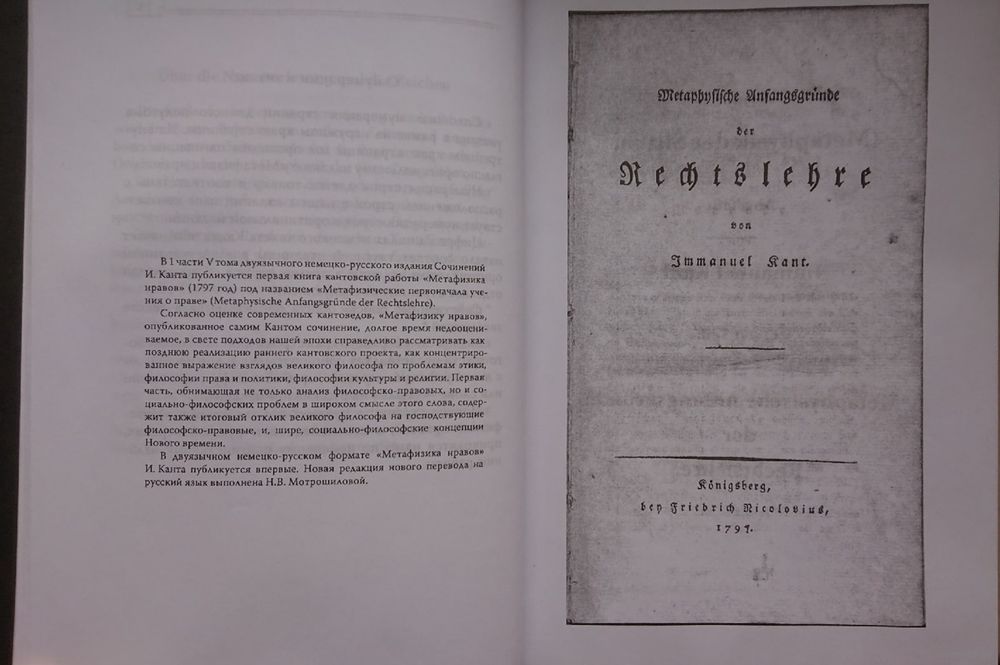 В 1 части V тома двуязычного немецко-русского издания Сочинений
И. Канта публикуется первая книга кантовской работы «Метафизика
нравов» (1797 год) под названием «Метафизические первоначала уче-
ния о праве» (Metaphysische Anfangsgründe der Rechtslehre).
Согласно оценке современных кантоведов, «Метафизику нравов»,
опубликованное самим Кантом сочинение, долгое время недооцени-
ваемое, в свете подходов нашей эпохи справедливо рассматривать как
позднюю реализацию раннего кантовского проекта, как концентриро-
ванное выражение взглядов великого философа по проблемам этики,
философии права и политики, философии культуры и религии. Первая
часть, обнимающая не только анализ философско-правовых, но и со-
циально-философских проблем в широком смысле этого слова, содер-
жит также итоговый отклик великого философа на господствующие
философско-правовые, и, шире, социально-философские концепции
Нового времени.
В двуязычном немецко-русском формате «Метафизика нравов»
И. Канта публикуется впервые. Новая редакция нового перевода на
русский язык выполнена Н.В. Мотрошиловой.
Metaphysische Anfangsgründe
der
Rechtslehre
von
Immanuel Kant.
Königsberg,
bey Friedrich Nicolovius,
1797.